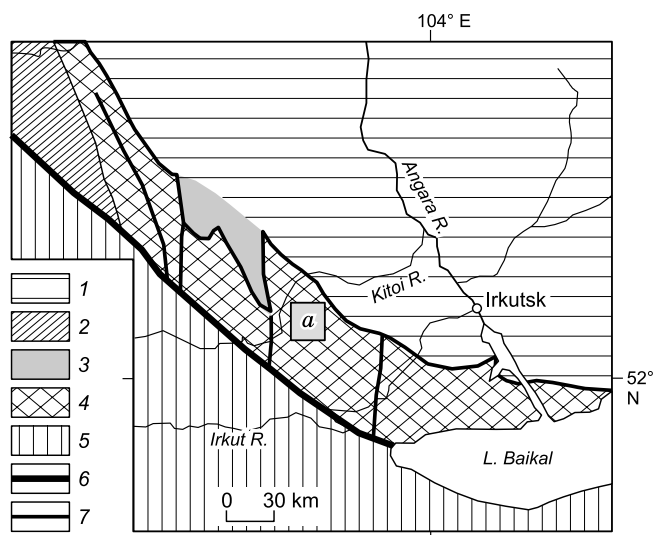 104° E
Angara R.
Kitoi R.
Irkutsk
a
52°
N
Irkut R.
L. Baikal
0 30 km
1
2
3
4
5
6
7